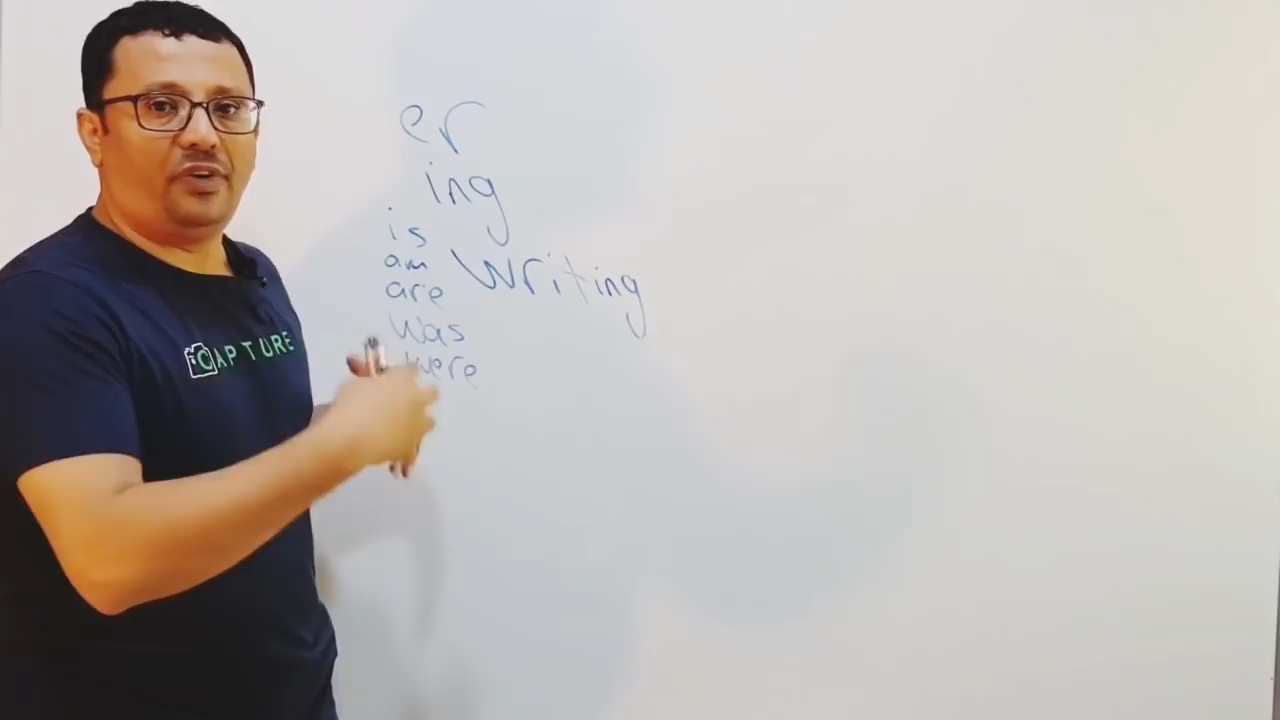 er
ing
is
am
are
writing
was
were
CAPTURE